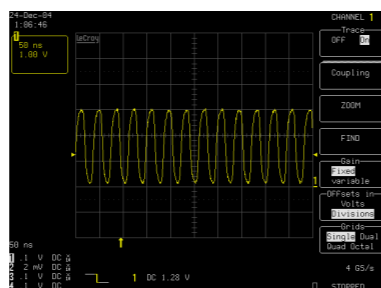 24-Dec-04
1:06:46
1
50 ns
1.00 V
LeCroy
CHANNEL 1
Trace
OFF On
Coupling
ZOOM
FIND
Gain
Fixed
variable
OFFsets in
Volts
Divisions
Grids
Single Dual
Quad Octal
1
50 ns
1 .1 V DC
2 2 mV DC
3 .1 V DC
4 .1 V DC
1 DC 1.28 V
4 GS/s
STOPPED